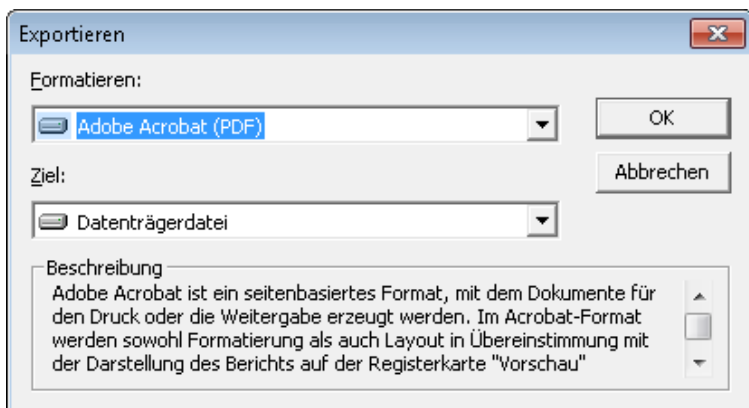 Exportieren
Formatieren:
Adobe Acrobat (PDF)
OK
Abbrechen
Ziel:
Datenträgerdatei
Beschreibung
Adobe Acrobat ist ein seitenbasiertes Format, mit dem Dokumente für
den Druck oder die Weitergabe erzeugt werden. Im Acrobat-Format
werden sowohl Formatierung als auch Layout in Übereinstimmung mit
der Darstellung des Berichts auf der Registerkarte "Vorschau"